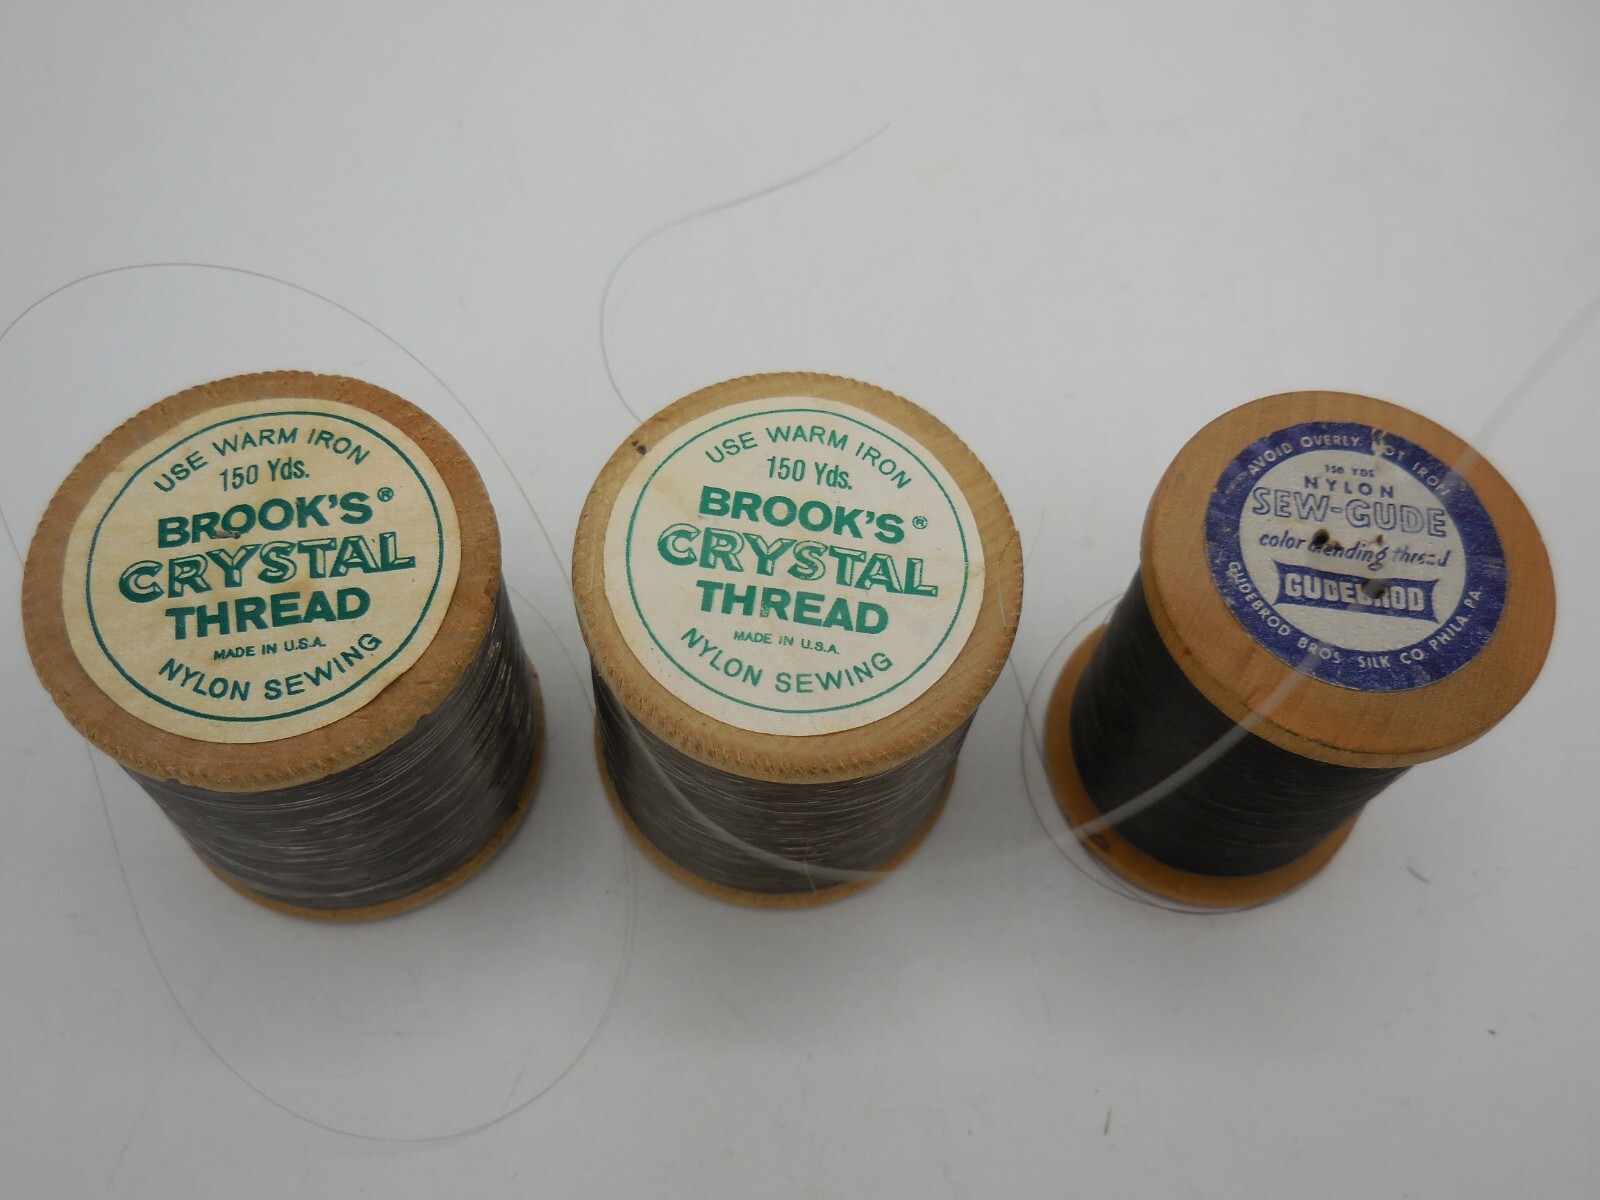 USE WARM IRON
150 Yds.
BROOK'S®
CRYSTAL
THREAD
MADE IN U.S.A.
NYLON SEWING
USE WARM IRON
150 Yds.
BROOK'S®
CRYSTAL
THREAD
MADE IN U.S.A.
NYLON SEWING
AVOID OVERLY HOT IRON
150 YDS
NYLON
SEW-GUDE
color blending thread
GUDEBROD
GUDEBROD BROS. SILK CO. PHILA. PA.